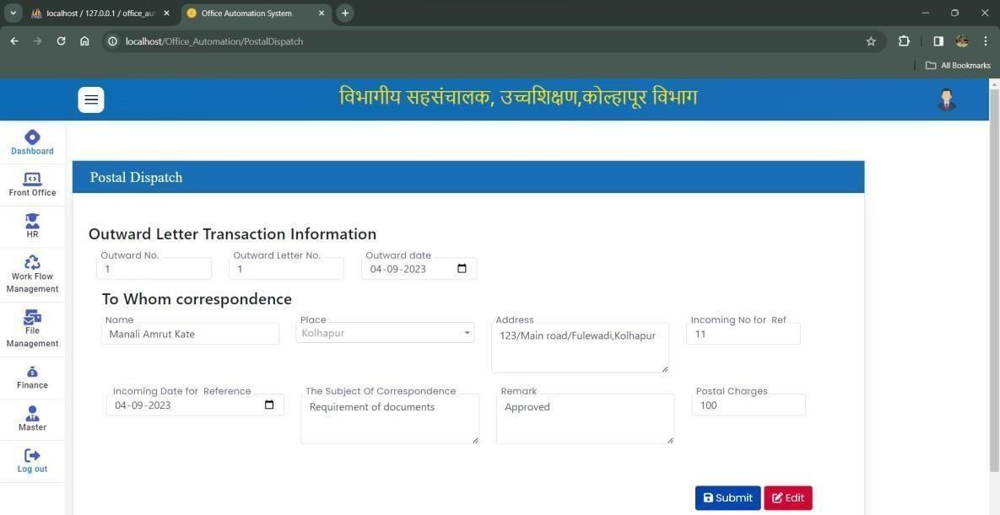 localhost / 127.0.0.1 / office_au
Office Automation System
localhost/Office_Automation/PostalDispatch
All Bookmarks
विभागीय सहसंचालक, उच्चशिक्षण,कोल्हापूर विभाग
Dashboard
Front Office
HR
Work Flow
Management
File
Management
Finance
Master
Log out
Postal Dispatch
Outward Letter Transaction Information
Outward No. Outward Letter No. Outward date
1 1 04-09-2023
To Whom correspondence
Name Place Address Incoming No for Ref
Manali Amrut Kate Kolhapur 123/Main road/Fulewadi,Kolhapur 11
Incoming Date for Reference The Subject Of Correspondence Remark Postal Charges
04-09-2023 Requirement of documents Approved 100
Submit Edit